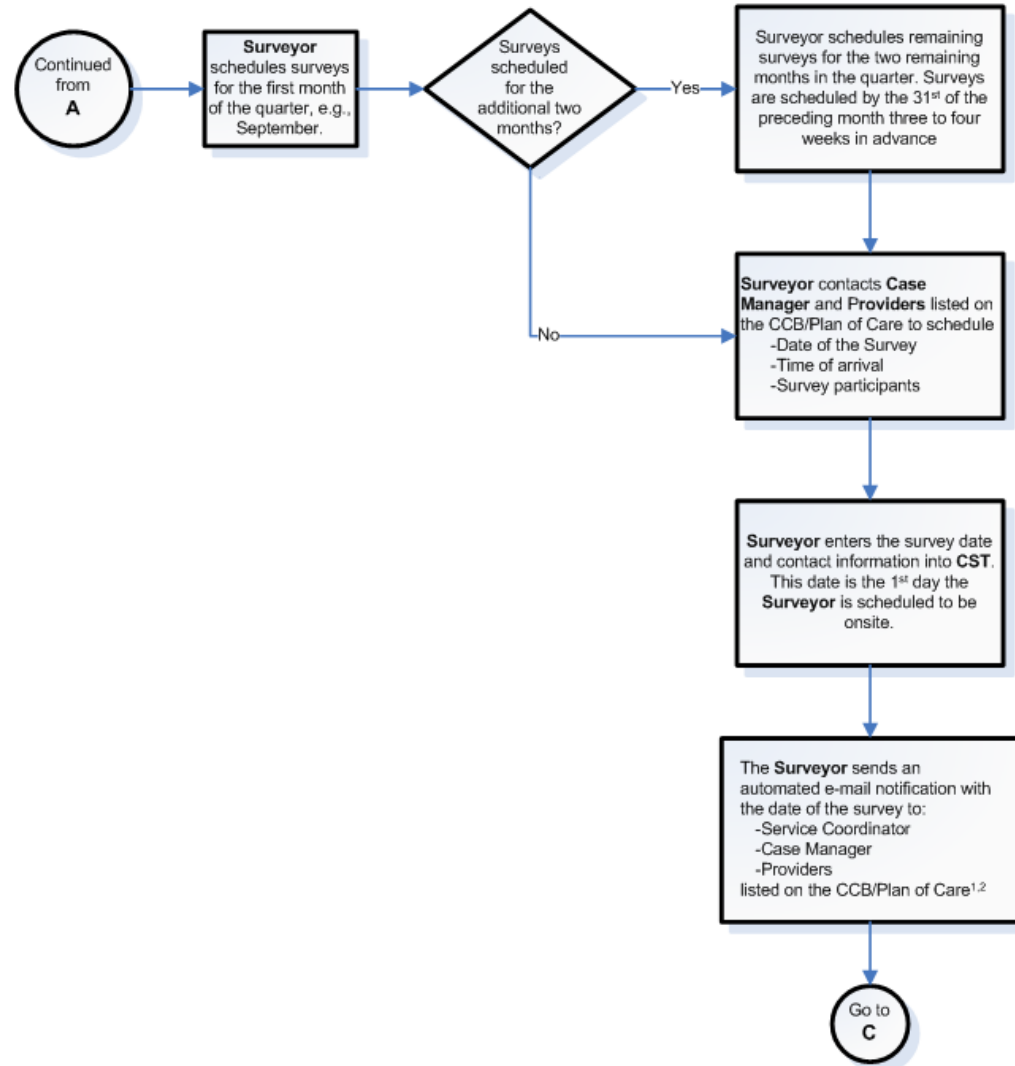 Continued
from
A
Surveyor
schedules surveys
for the first month
of the quarter, e.g.,
September.
Surveys
scheduled
for the
additional two
months?
Yes
Surveyor schedules remaining
surveys for the two remaining
months in the quarter. Surveys
are scheduled by the 31st of the
preceding month three to four
weeks in advance
No
Surveyor contacts Case
Manager and Providers listed on
the CCB/Plan of Care to schedule
-Date of the Survey
-Time of arrival
-Survey participants
Surveyor enters the survey date
and contact information into CST.
This date is the 1st day the
Surveyor is scheduled to be
onsite.
The Surveyor sends an
automated e-mail notification with
the date of the survey to:
-Service Coordinator
-Case Manager
-Providers
listed on the CCB/Plan of Care1,2
Go to
C